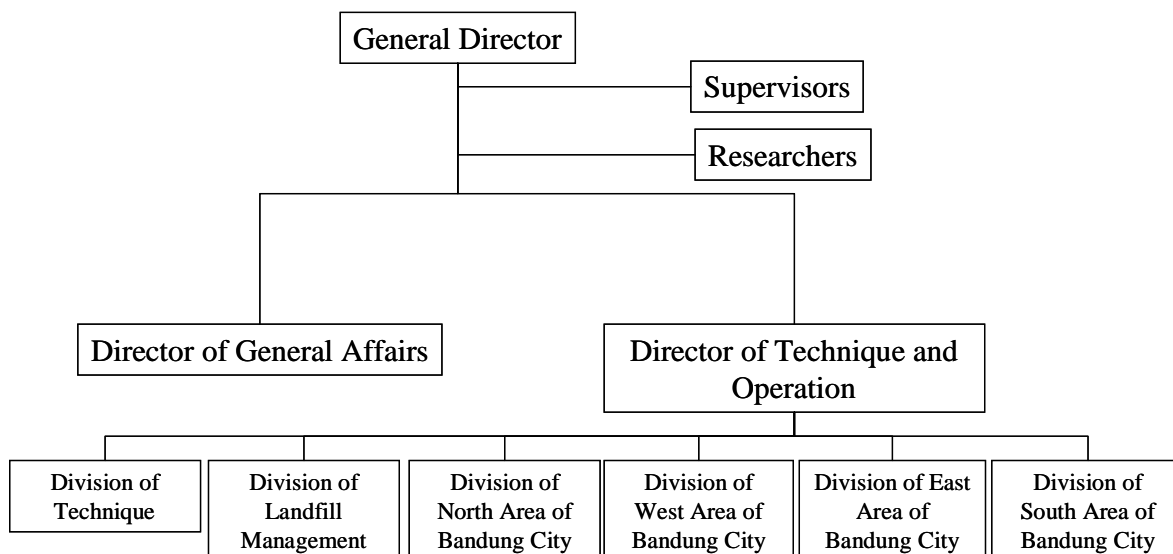 General Director
Supervisors
Researchers
Director of General Affairs
Director of Technique and
Operation
Division of
Technique
Division of
Landfill
Management
Division of
North Area of
Bandung City
Division of
West Area of
Bandung City
Division of East
Area of
Bandung City
Division of
South Area of
Bandung City